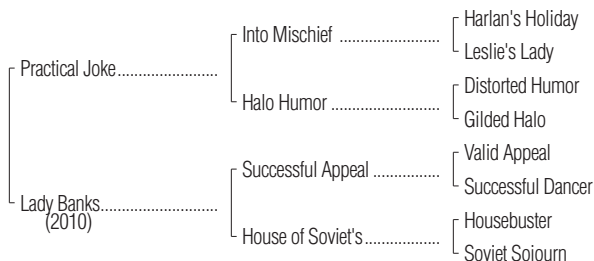 Harlan's Holiday
Into Mischief ........................
Leslie's Lady
Practical Joke........................
Distorted Humor
Halo Humor ..........................
Gilded Halo
Valid Appeal
Successful Appeal ................
Successful Dancer
Lady Banks............................
(2010)
Housebuster
House of Soviet's..................
Soviet Sojourn